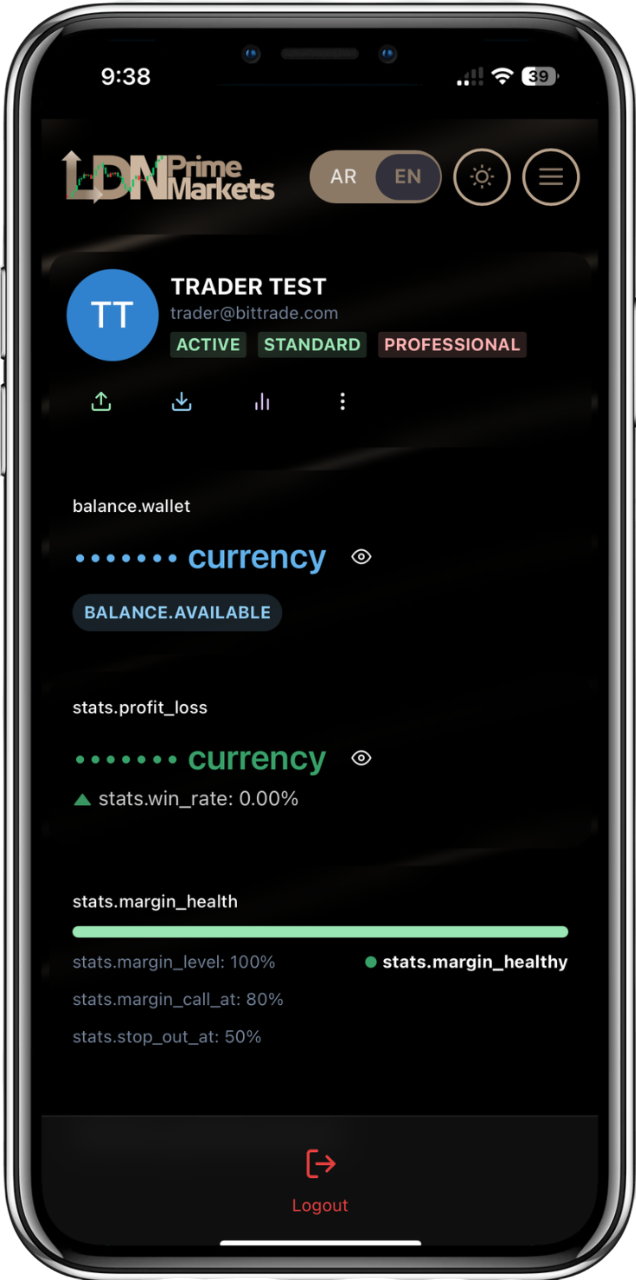 9:38
39
LDN Prime Markets
AR EN
TT
TRADER TEST
trader@bittrade.com
ACTIVE STANDARD PROFESSIONAL
balance.wallet
••••••• currency
BALANCE.AVAILABLE
stats.profit_loss
••••••• currency
stats.win_rate: 0.00%
stats.margin_health
stats.margin_level: 100% stats.margin_healthy
stats.margin_call_at: 80%
stats.stop_out_at: 50%
Logout